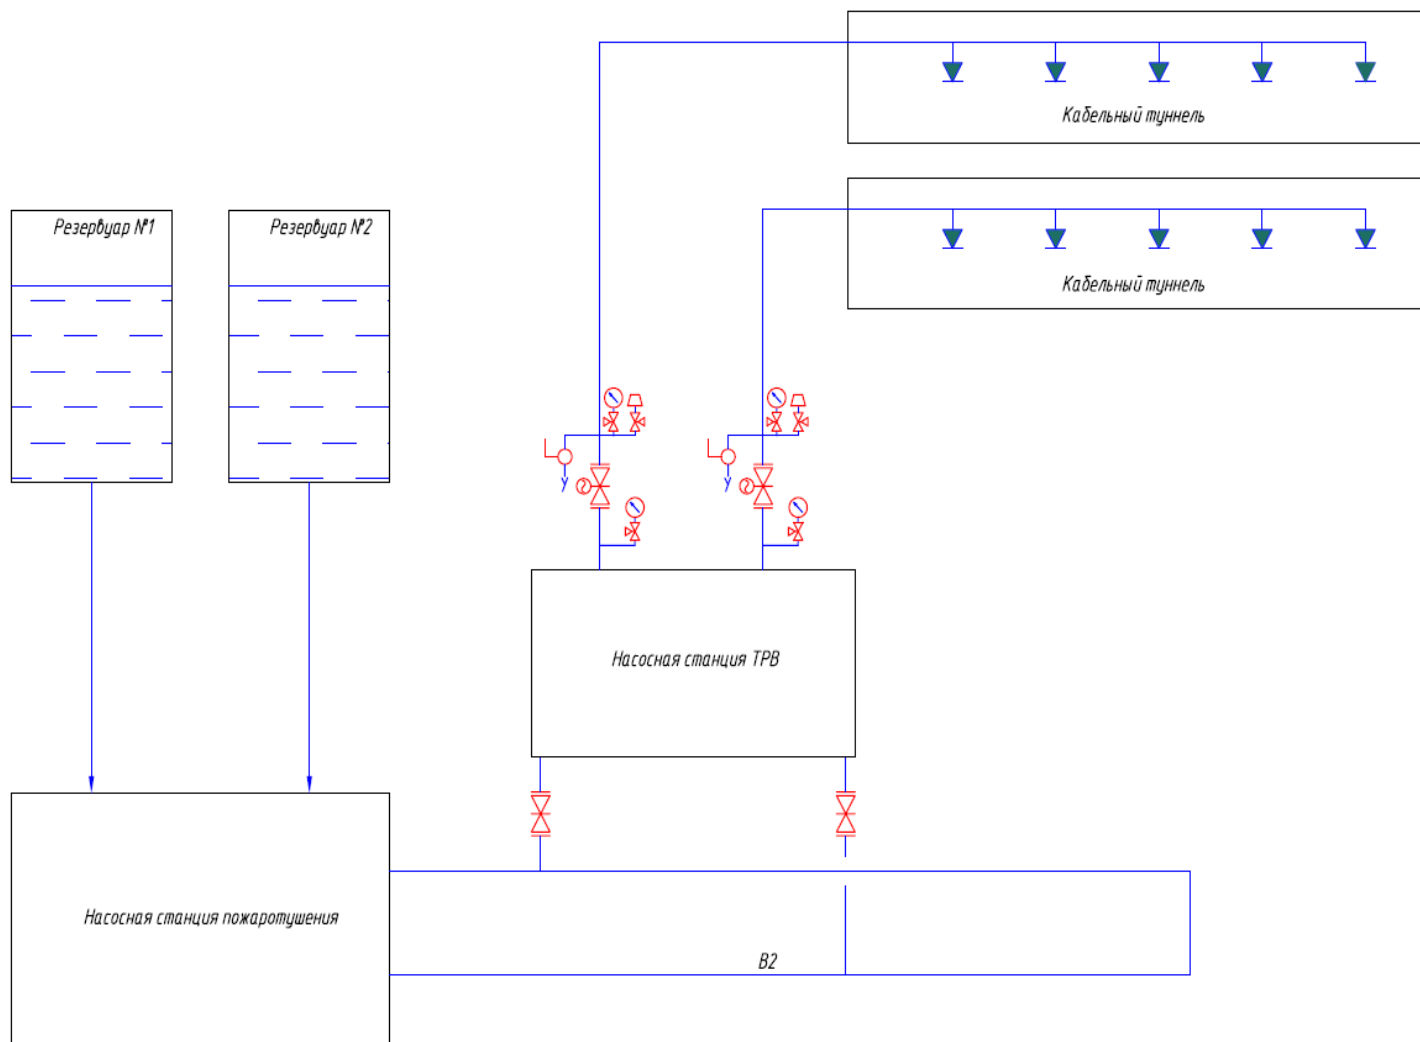 Кабельный туннель
Кабельный туннель
Резервуар №1
Резервуар №2
Насосная станция ТРВ
Насосная станция пожаротушения
В2